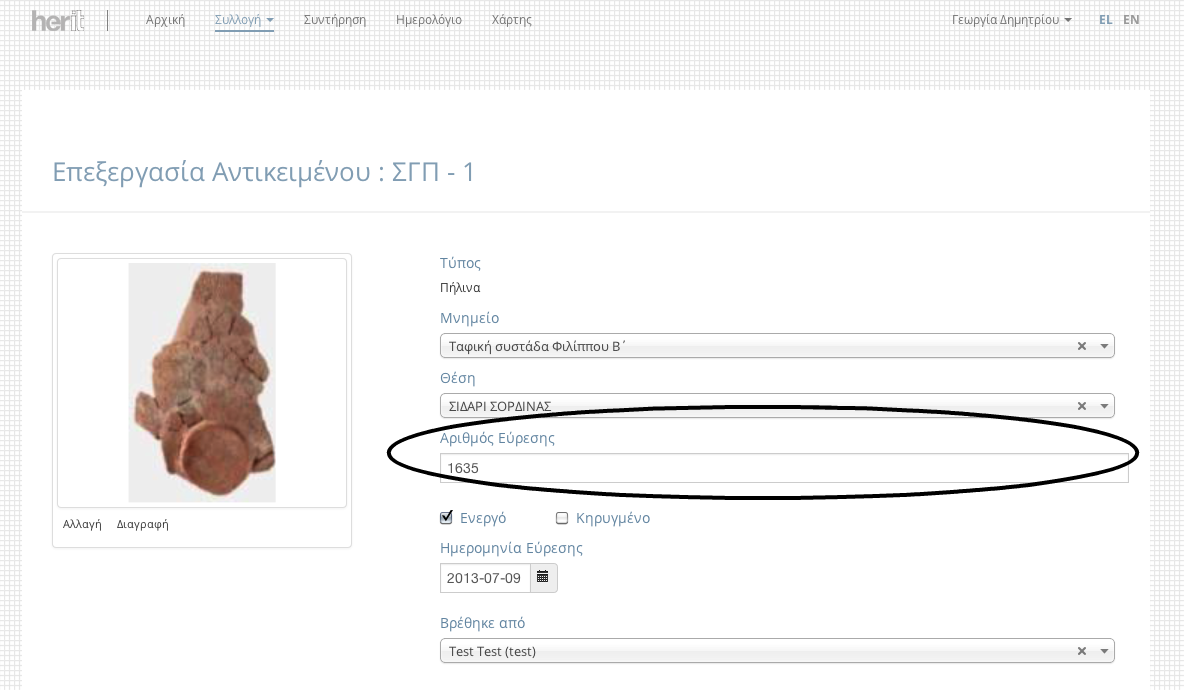 herit Αρχική Συλλογή Συντήρηση Ημερολόγιο Χάρτης Γεωργία Δημητρίου EL EN
Επεξεργασία Αντικειμένου : ΣΓΠ - 1
Αλλαγή Διαγραφή
Τύπος
Πήλινα
Μνημείο
Ταφική συστάδα Φιλίππου Β΄
Θέση
ΣΙΔΑΡΙ ΣΟΡΔΙΝΑΣ
Αριθμός Εύρεσης
1635
Ενεργό Κηρυγμένο
Ημερομηνία Εύρεσης
2013-07-09
Βρέθηκε από
Test Test (test)